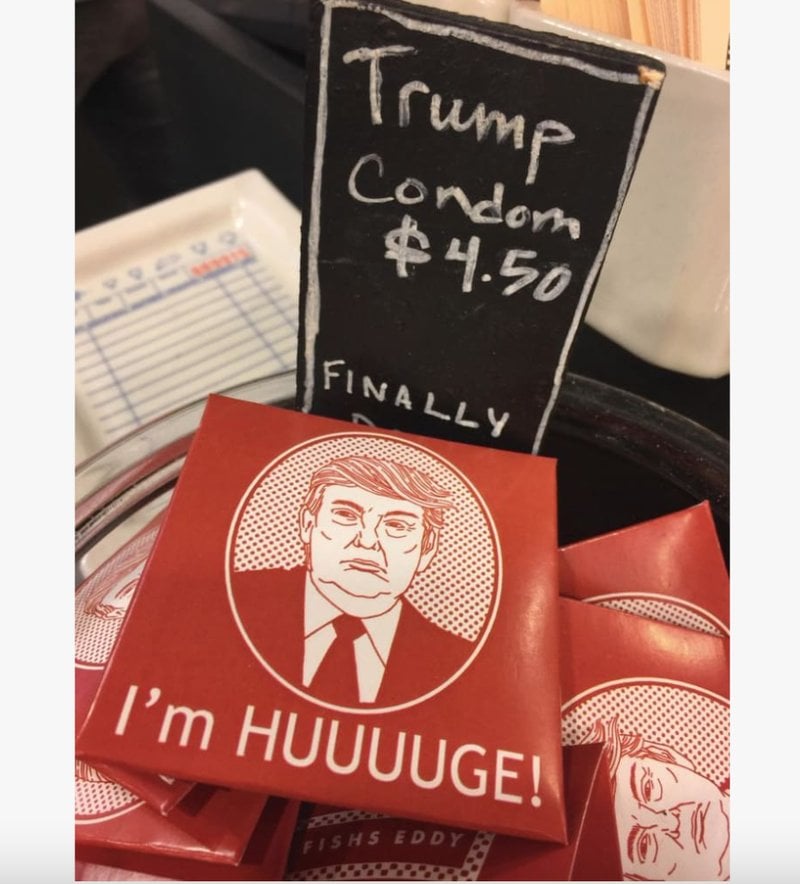 Trump
Condom
$4.50
FINALLY
I'm HUUUUGE!
FISHS EDDY